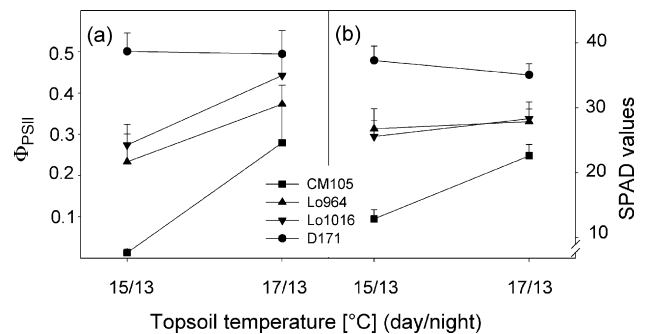 (a)
(b)
0.5
0.4
0.3
0.2
0.1
ΦPSII
40
30
20
10
SPAD values
CM105
Lo964
Lo1016
D171
15/13
17/13
15/13
17/13
Topsoil temperature [°C] (day/night)